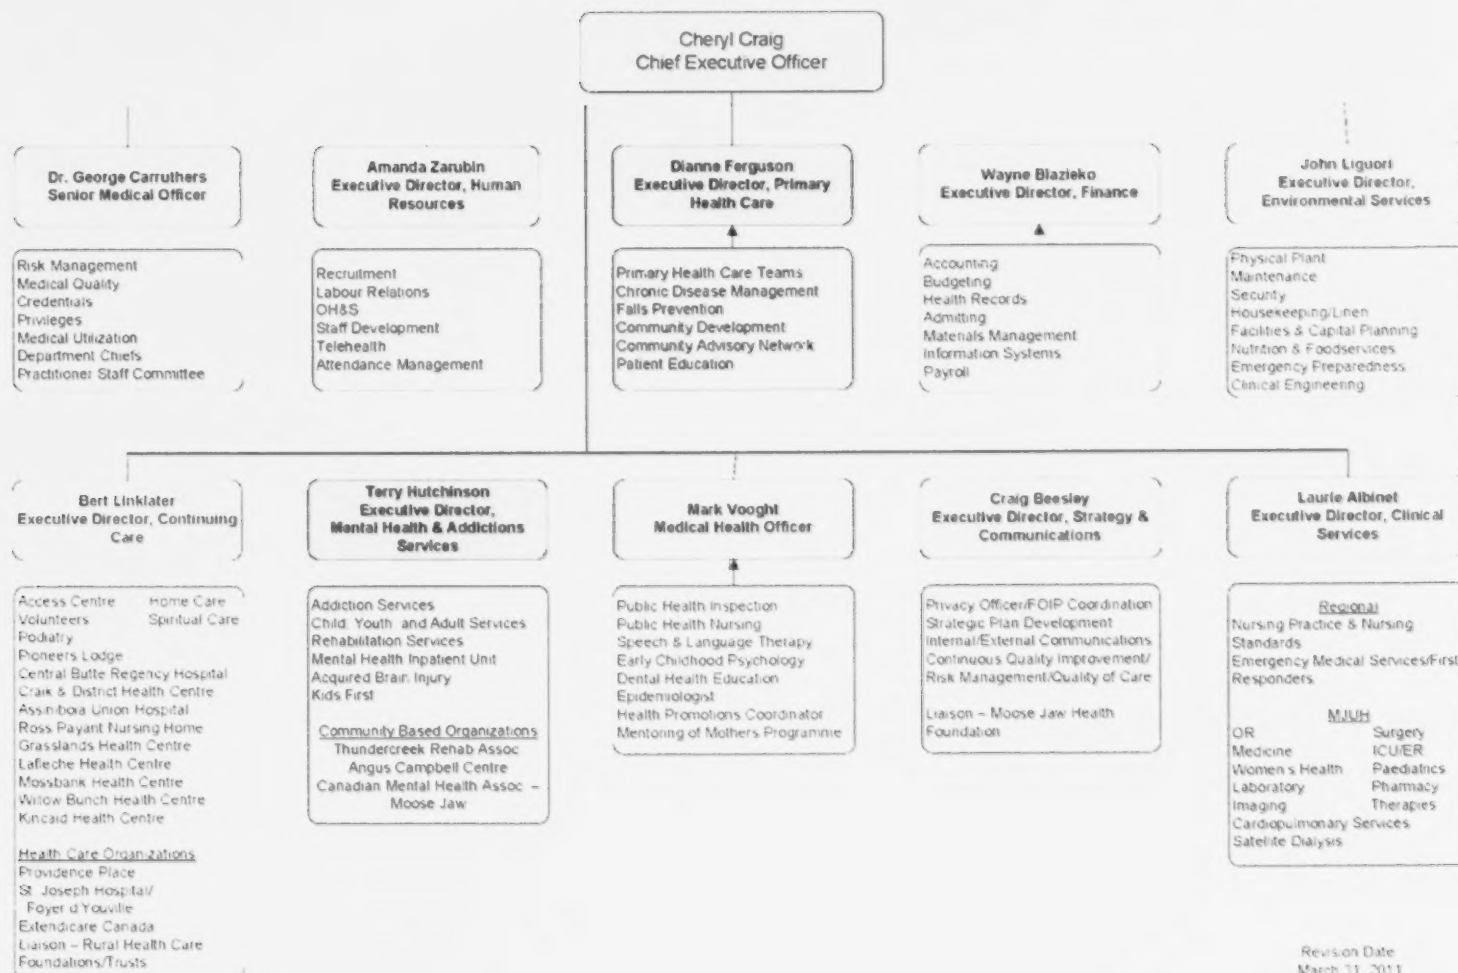 Cheryl Craig
Chief Executive Officer
Dr. George Carruthers
Senior Medical Officer
Risk Management
Medical Quality
Credentials
Privileges
Medical Utilization
Department Chiefs
Practitioner Staff Committee
Amanda Zarubin
Executive Director, Human
Resources
Recruitment
Labour Relations
OH&S
Staff Development
Telehealth
Attendance Management
Dianne Ferguson
Executive Director, Primary
Health Care
Primary Health Care Teams
Chronic Disease Management
Falls Prevention
Community Development
Community Advisory Network
Patient Education
Wayne Blazieko
Executive Director, Finance
Accounting
Budgeting
Health Records
Admitting
Materials Management
Information Systems
Payroll
John Liguori
Executive Director,
Environmental Services
Physical Plant
Maintenance
Security
Housekeeping/Linen
Facilities & Capital Planning
Nutrition & Foodservices
Emergency Preparedness
Clinical Engineering
Bert Linklater
Executive Director, Continuing
Care
Access Centre Home Care
Volunteers Spiritual Care
Podiatry
Pioneers Lodge
Central Butte Regency Hospital
Craik & District Health Centre
Assiniboia Union Hospital
Ross Payant Nursing Home
Grasslands Health Centre
Lafleche Health Centre
Mossbank Health Centre
Willow Bunch Health Centre
Kincaid Health Centre
Health Care Organizations
Providence Place
St. Joseph Hospital/
Foyer d'Youville
Extendicare Canada
Liaison – Rural Health Care
Foundations/Trusts
Terry Hutchinson
Executive Director,
Mental Health & Addictions
Services
Addiction Services
Child, Youth and Adult Services
Rehabilitation Services
Mental Health Inpatient Unit
Acquired Brain Injury
Kids First
Community Based Organizations
Thundercreek Rehab Assoc
Angus Campbell Centre
Canadian Mental Health Assoc –
Moose Jaw
Mark Vooght
Medical Health Officer
Public Health Inspection
Public Health Nursing
Speech & Language Therapy
Early Childhood Psychology
Dental Health Education
Epidemiologist
Health Promotions Coordinator
Mentoring of Mothers Programme
Craig Beesley
Executive Director, Strategy &
Communications
Privacy Officer/FOIP Coordination
Strategic Plan Development
Internal/External Communications
Continuous Quality Improvement/
Risk Management/Quality of Care
Liaison – Moose Jaw Health
Foundation
Laurie Albinet
Executive Director, Clinical
Services
Regional
Nursing Practice & Nursing
Standards
Emergency Medical Services/First
Responders
MJUH
OR Surgery
Medicine ICU/ER
Women's Health Paediatrics
Laboratory Pharmacy
Imaging Therapies
Cardiopulmonary Services
Satellite Dialysis
Revision Date
March 31, 2011